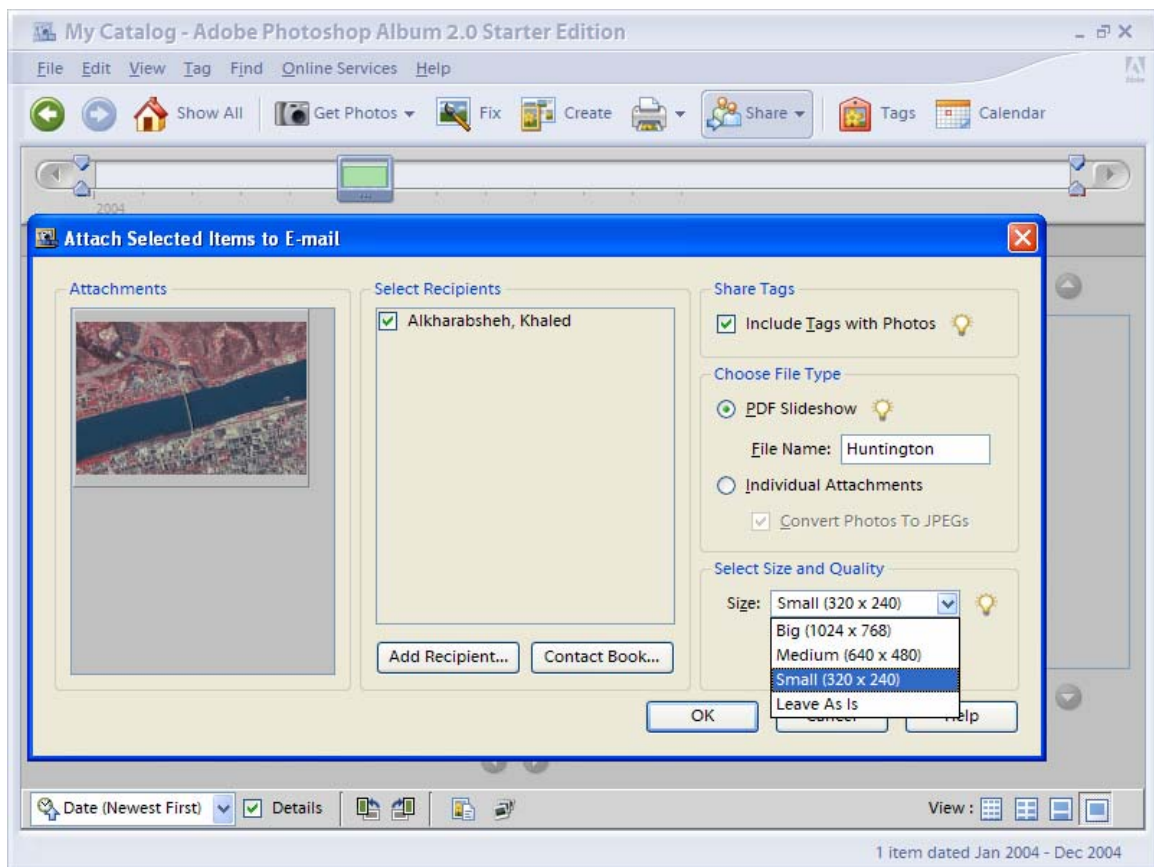 My Catalog - Adobe Photoshop Album 2.0 Starter Edition
File Edit View Tag Find Online Services Help
Adobe
Show All Get Photos Fix Create Share Tags Calendar
2004
Attach Selected Items to E-mail
Attachments
Select Recipients
Alkharabsheh, Khaled
Add Recipient... Contact Book...
Share Tags
Include Tags with Photos
Choose File Type
PDF Slideshow
File Name: Huntington
Individual Attachments
Convert Photos To JPEGs
Select Size and Quality
Size: Small (320 x 240)
Big (1024 x 768)
Medium (640 x 480)
Small (320 x 240)
Leave As Is
OK Cancel Help
Date (Newest First) Details View :
1 item dated Jan 2004 - Dec 2004